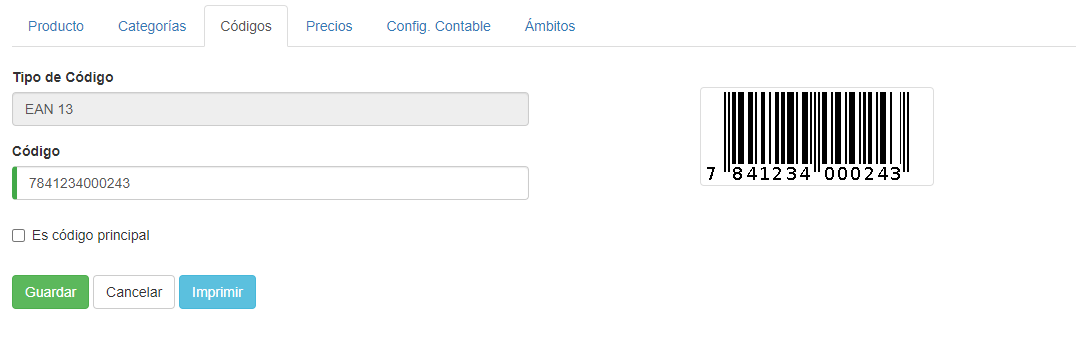 Producto Categorías Códigos Precios Config. Contable Ámbitos
Tipo de Código
EAN 13
Código
7841234000243
7 841234 000243
Es código principal
Guardar Cancelar Imprimir